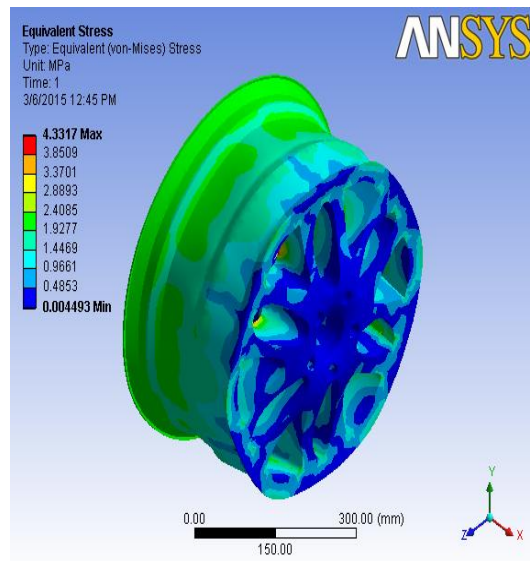 Equivalent Stress
Type: Equivalent (von-Mises) Stress
Unit: MPa
Time: 1
3/6/2015 12:45 PM
ANSYS
4.3317 Max
3.8509
3.3701
2.8893
2.4085
1.9277
1.4469
0.9661
0.4853
0.004493 Min
0.00 300.00 (mm)
150.00
Y
Z X